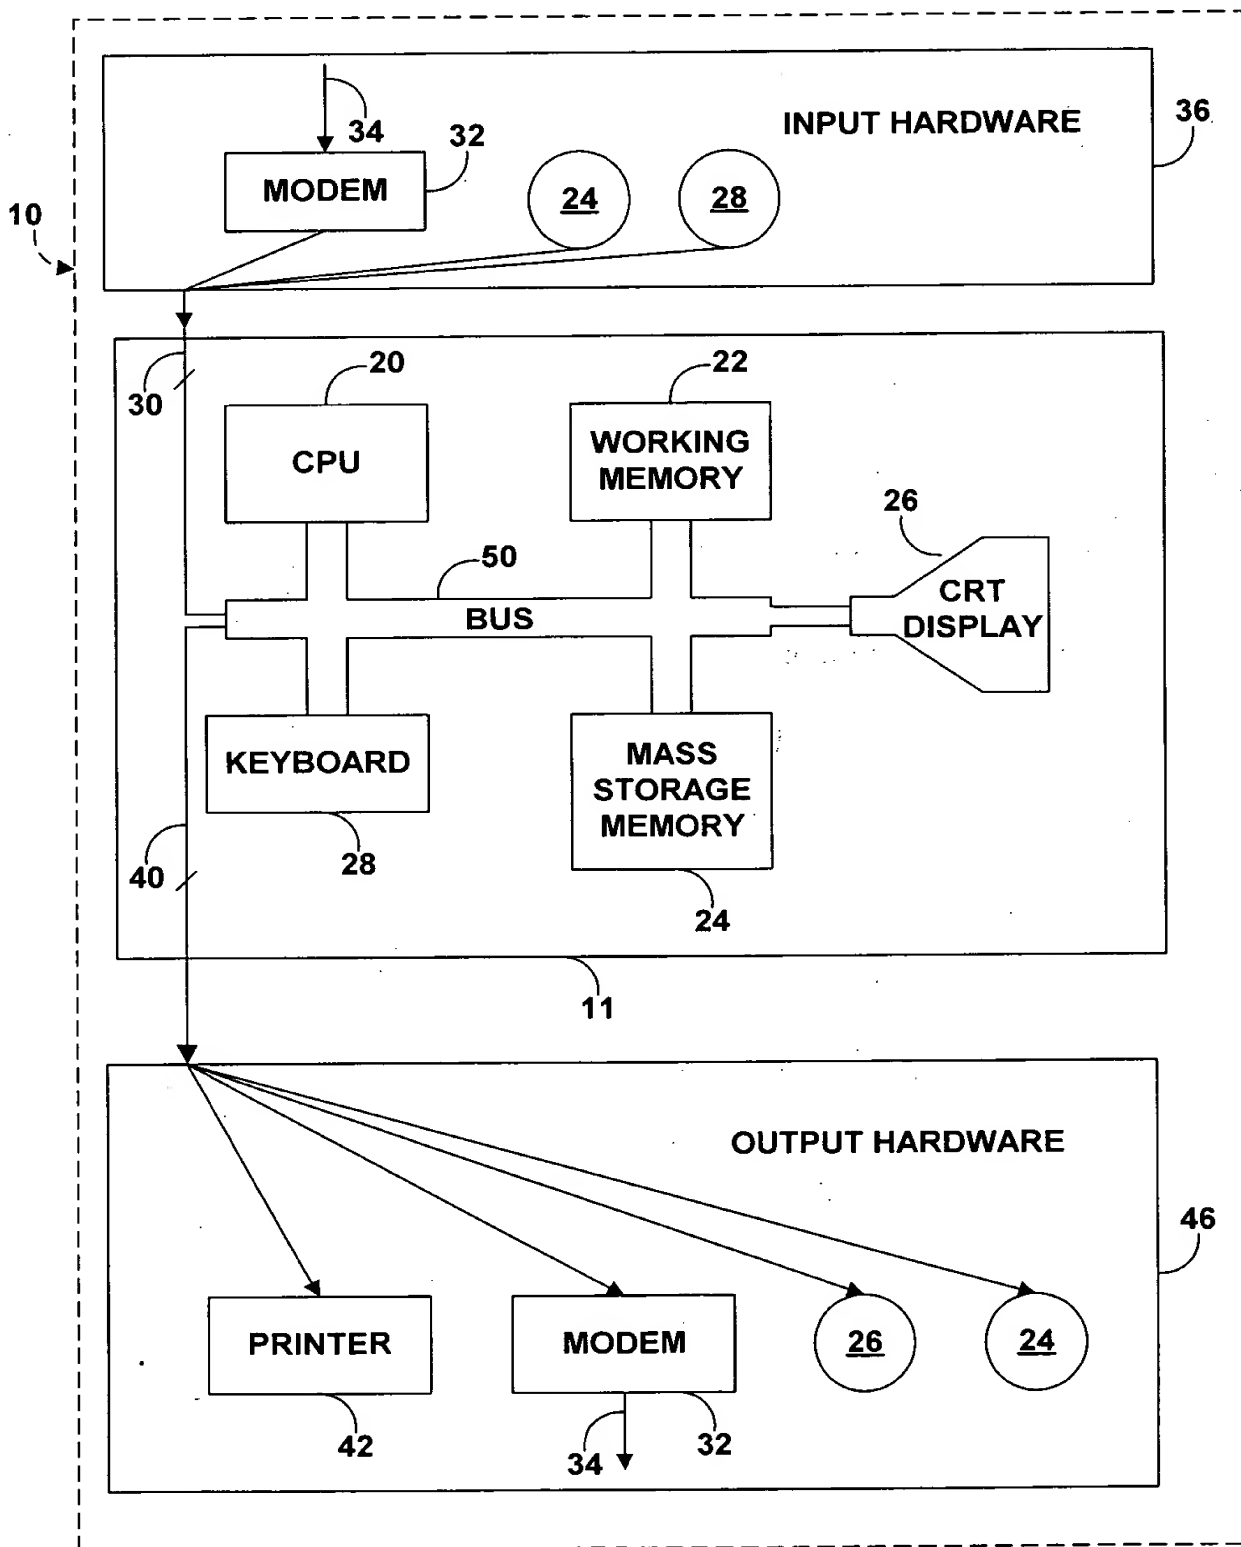 34
INPUT HARDWARE
36
32
MODEM
24
28
10
30
20
22
CPU
WORKING
MEMORY
26
50
BUS
CRT
DISPLAY
KEYBOARD
MASS
STORAGE
MEMORY
40
28
24
11
OUTPUT HARDWARE
46
PRINTER
MODEM
26
24
42
34
32